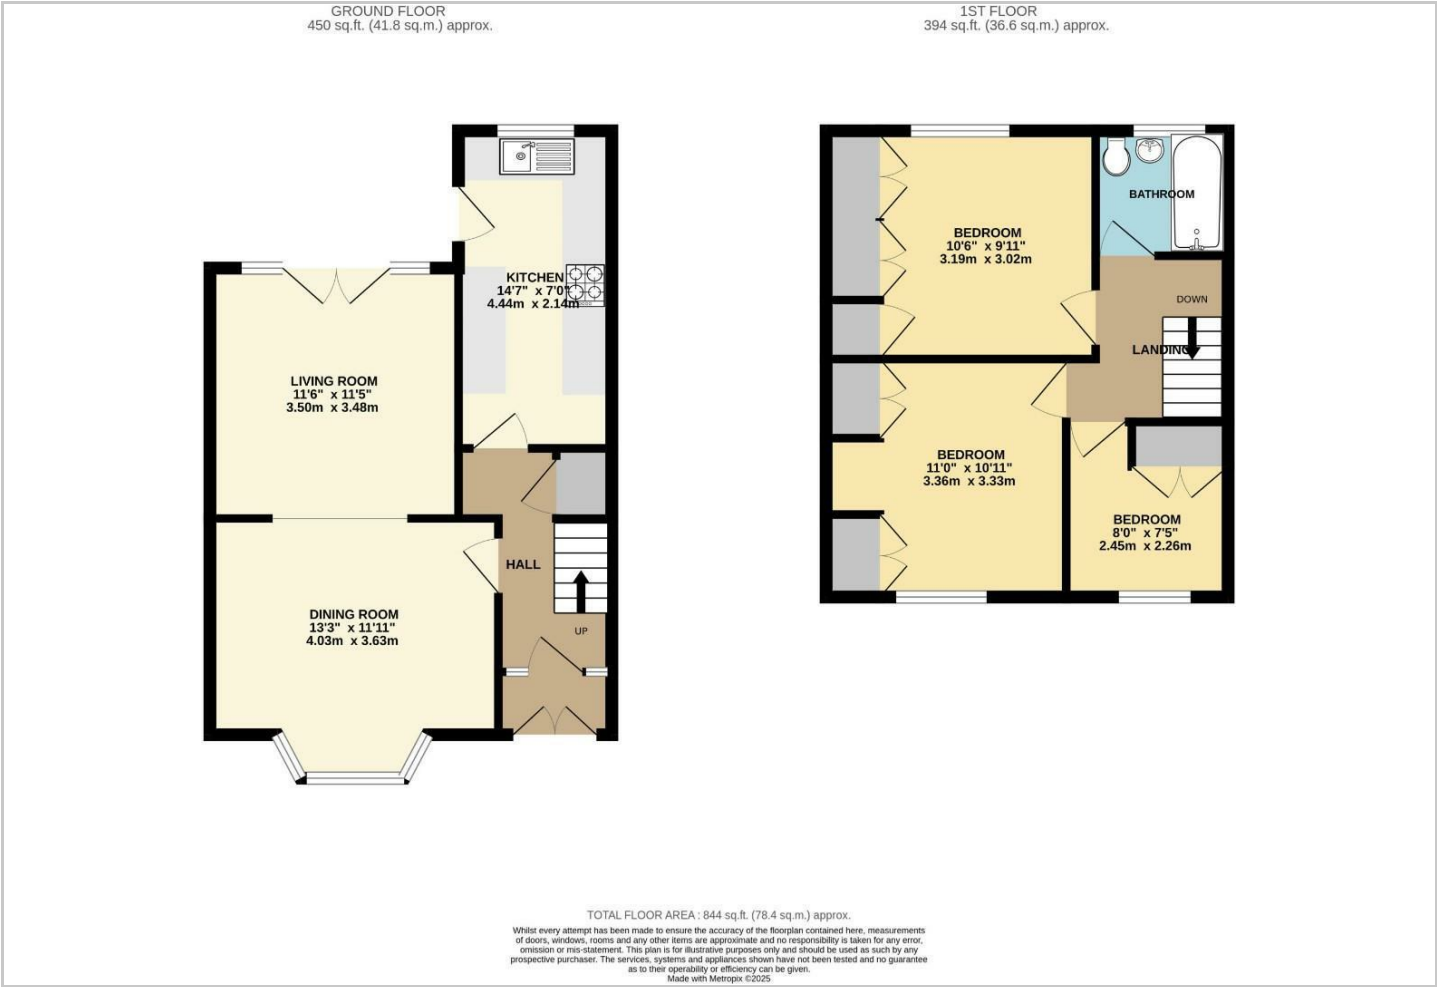 GROUND FLOOR
450 sq.ft. (41.8 sq.m.) approx.
1ST FLOOR
394 sq.ft. (36.6 sq.m.) approx.
KITCHEN
14'7" x 7'0"
4.44m x 2.14m
LIVING ROOM
11'6" x 11'5"
3.50m x 3.48m
HALL
DINING ROOM
13'3" x 11'11"
4.03m x 3.63m
UP
BEDROOM
10'6" x 9'11"
3.19m x 3.02m
BATHROOM
DOWN
LANDING
BEDROOM
11'0" x 10'11"
3.36m x 3.33m
BEDROOM
8'0" x 7'5"
2.45m x 2.26m
TOTAL FLOOR AREA : 844 sq.ft. (78.4 sq.m.) approx.
Whilst every attempt has been made to ensure the accuracy of the floorplan contained here, measurements
of doors, windows, rooms and any other items are approximate and no responsibility is taken for any error,
omission or mis-statement. This plan is for illustrative purposes only and should be used as such by any
prospective purchaser. The services, systems and appliances shown have not been tested and no guarantee
as to their operability or efficiency can be given.
Made with Metropix ©2025